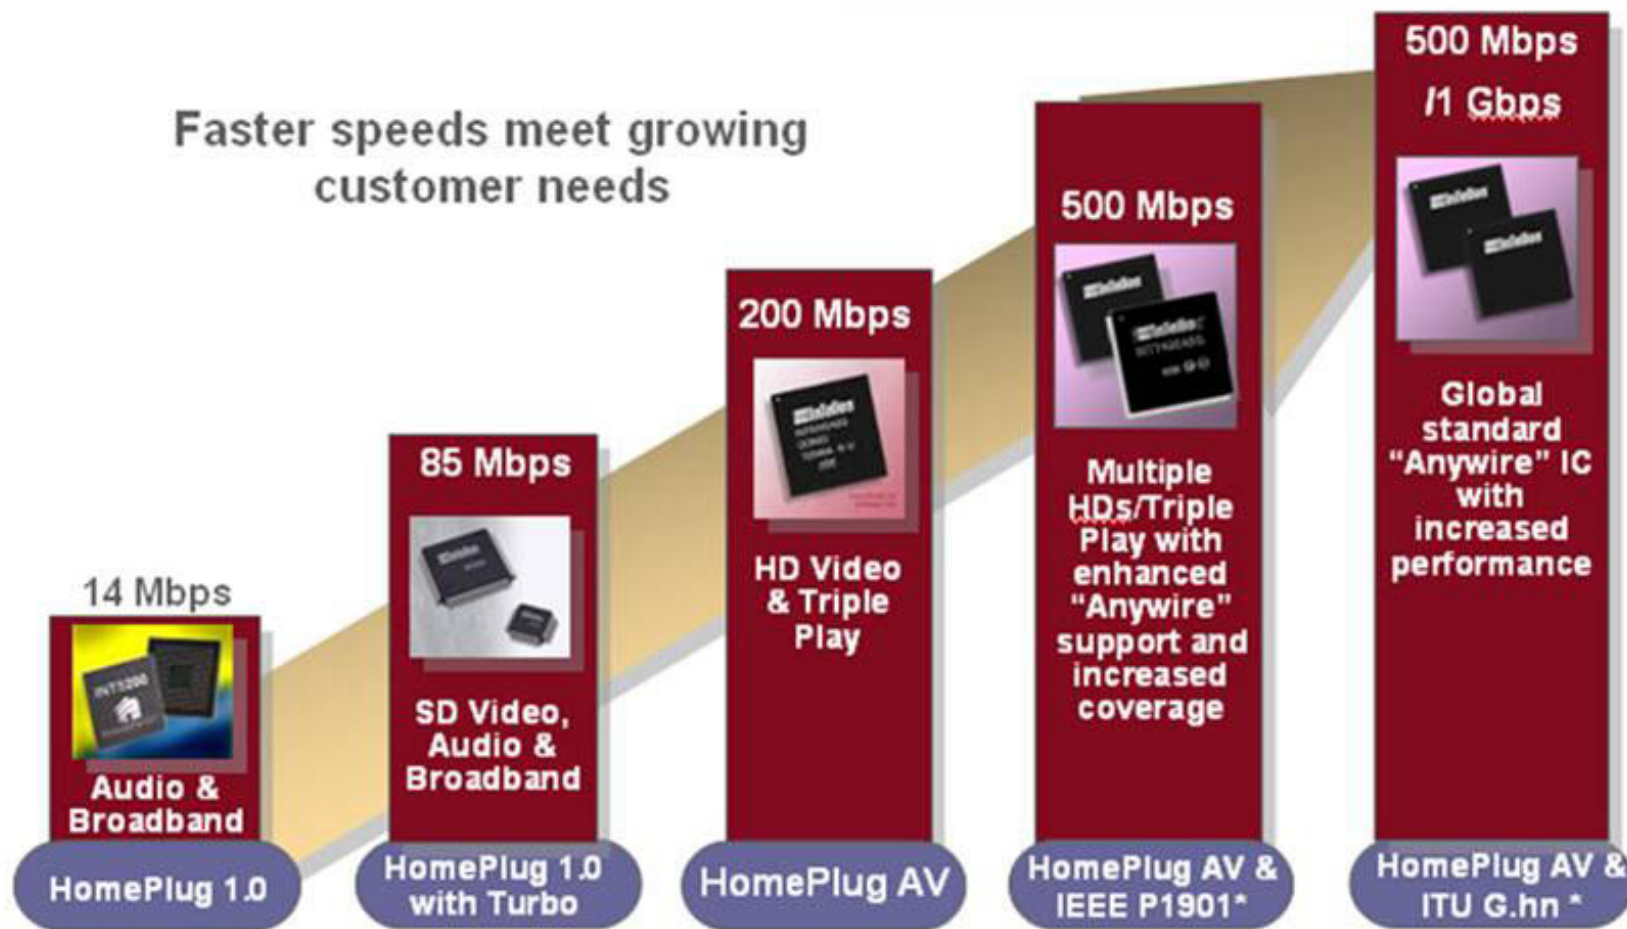 Faster speeds meet growing
customer needs
14 Mbps
INT5200
Audio &
Broadband
HomePlug 1.0
85 Mbps
SD Video,
Audio &
Broadband
HomePlug 1.0
with Turbo
200 Mbps
HD Video
& Triple
Play
HomePlug AV
500 Mbps
Multiple
HDs/Triple
Play with
enhanced
“Anywire”
support and
increased
coverage
HomePlug AV &
IEEE P1901*
500 Mbps
/1 Gbps
Global
standard
“Anywire” IC
with
increased
performance
HomePlug AV &
ITU G.hn *